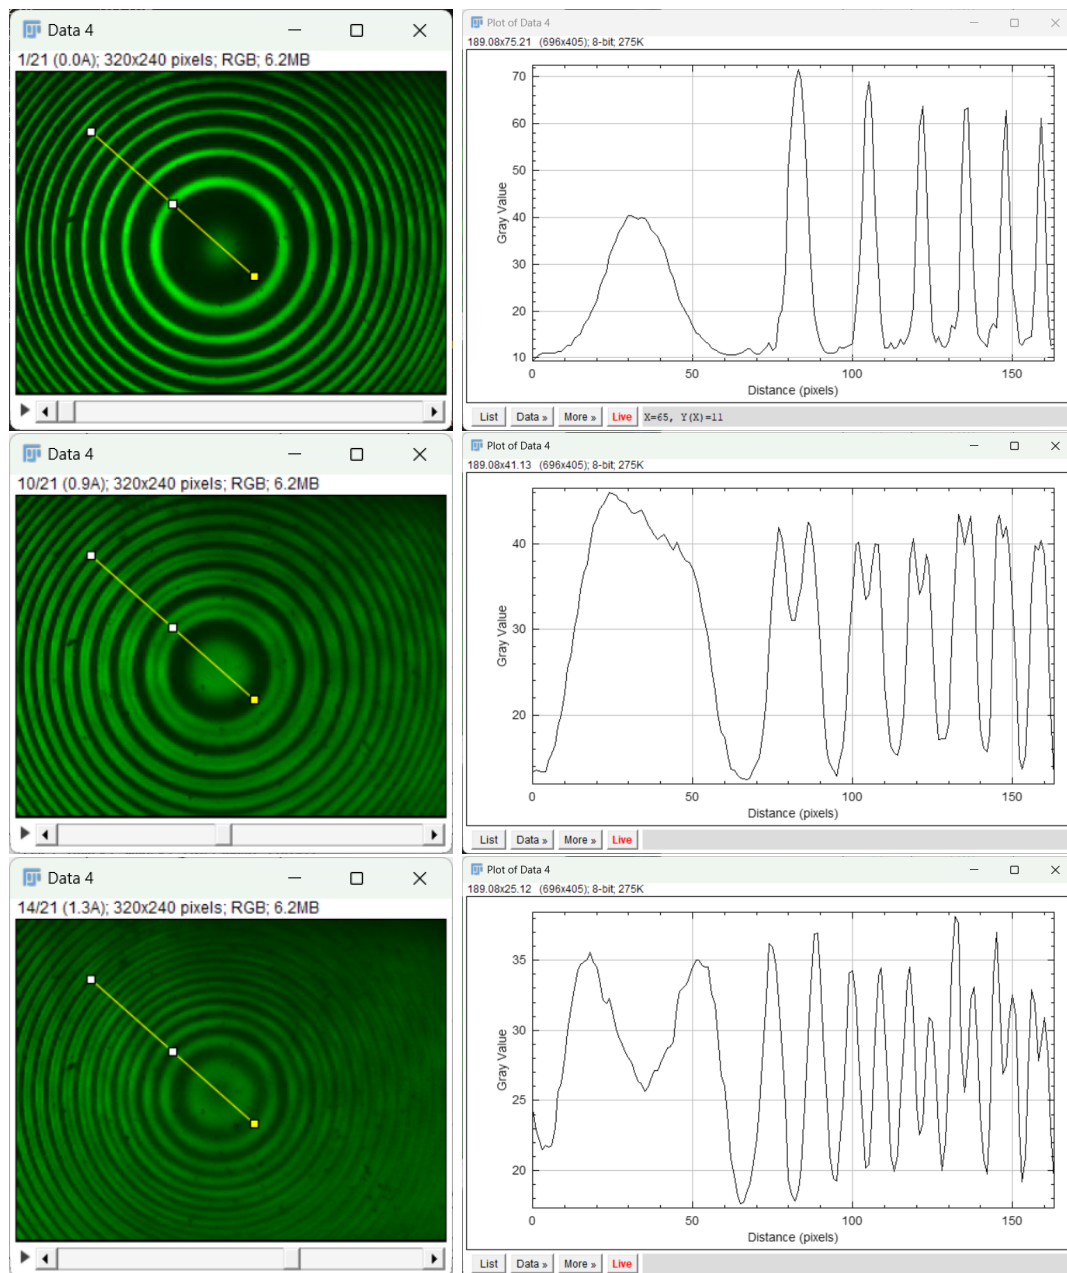 Data 4
1/21 (0.0A); 320x240 pixels; RGB; 6.2MB
Plot of Data 4
189.08x75.21 (696x405); 8-bit; 275K
70
60
50
40
30
20
10
Gray Value
0 50 100 150
Distance (pixels)
List Data » More » Live X=65, Y(X)=11
Data 4
10/21 (0.9A); 320x240 pixels; RGB; 6.2MB
Plot of Data 4
189.08x41.13 (696x405); 8-bit; 275K
40
30
20
Gray Value
0 50 100 150
Distance (pixels)
List Data » More » Live
Data 4
14/21 (1.3A); 320x240 pixels; RGB; 6.2MB
Plot of Data 4
189.08x25.12 (696x405); 8-bit; 275K
35
30
25
20
Gray Value
0 50 100 150
Distance (pixels)
List Data » More » Live